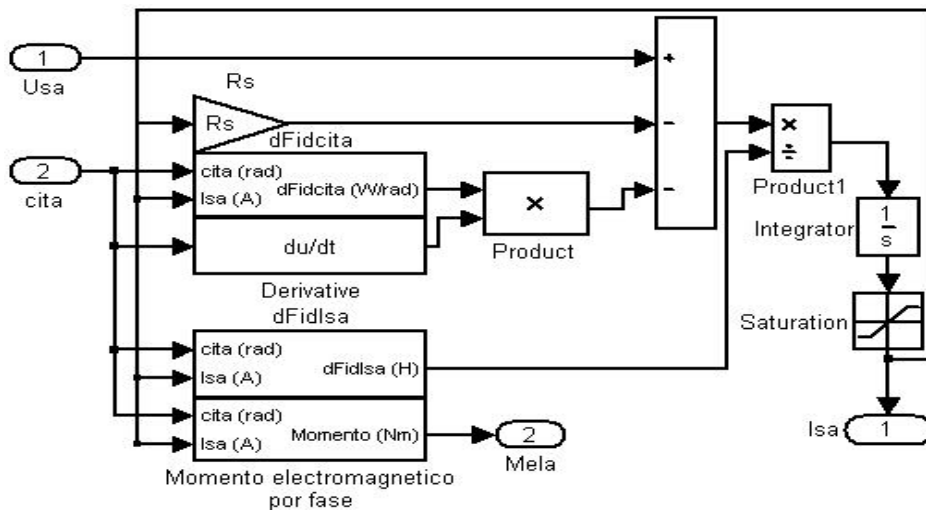 1
Usa
Rs
Rs
dFidcita
2
cita
cita (rad)
Isa (A)
dFidcita (W/rad)
du/dt
Derivative
dFidIsa
Product
Product1
Integrator
1
s
Saturation
cita (rad)
Isa (A)
dFidIsa (H)
cita (rad)
Isa (A)
Momento (Nm)
2
Mela
Isa
1
Momento electromagnetico
por fase